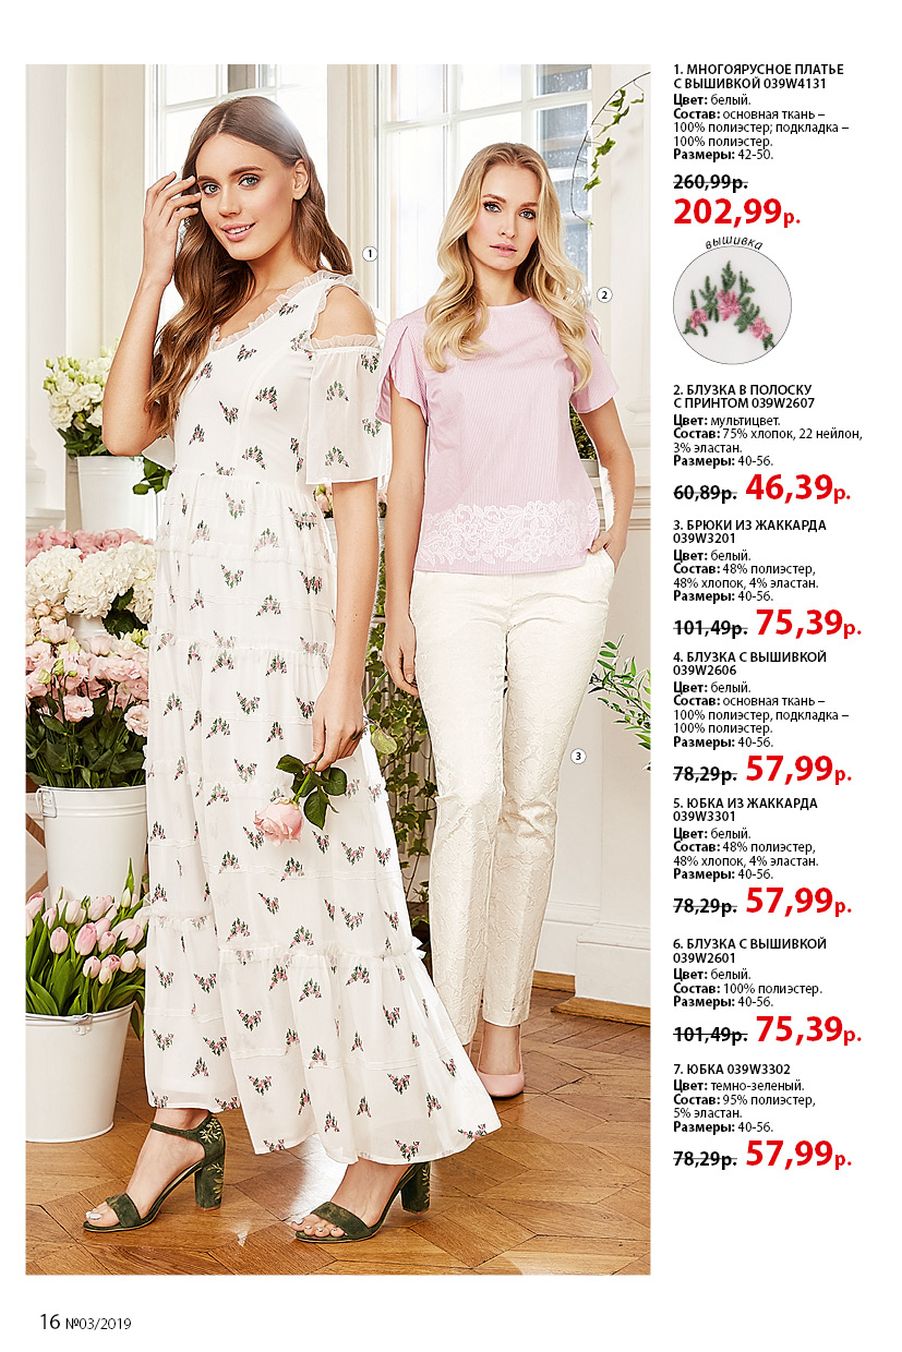 1. МНОГОЯРУСНОЕ ПЛАТЬЕ
С ВЫШИВКОЙ 039W4131
Цвет: белый.
Состав: основная ткань –
100% полиэстер; подкладка –
100% полиэстер.
Размеры: 42-50.
260,99р.
202,99р.
вышивка
1
2
3
2. БЛУЗКА В ПОЛОСКУ
С ПРИНТОМ 039W2607
Цвет: мультицвет.
Состав: 75% хлопок, 22 нейлон,
3% эластан.
Размеры: 40-56.
60,89р. 46,39р.
3. БРЮКИ ИЗ ЖАККАРДА
039W3201
Цвет: белый.
Состав: 48% полиэстер,
48% хлопок, 4% эластан.
Размеры: 40-56.
101,49р. 75,39р.
4. БЛУЗКА С ВЫШИВКОЙ
039W2606
Цвет: белый.
Состав: основная ткань –
100% полиэстер, подкладка –
100% полиэстер.
Размеры: 40-56.
78,29р. 57,99р.
5. ЮБКА ИЗ ЖАККАРДА
039W3301
Цвет: белый.
Состав: 48% полиэстер,
48% хлопок, 4% эластан.
Размеры: 40-56.
78,29р. 57,99р.
6. БЛУЗКА С ВЫШИВКОЙ
039W2601
Цвет: белый.
Состав: 100% полиэстер.
Размеры: 40-56.
101,49р. 75,39р.
7. ЮБКА 039W3302
Цвет: темно-зеленый.
Состав: 95% полиэстер,
5% эластан.
Размеры: 40-56.
78,29р. 57,99р.
16 №03/2019